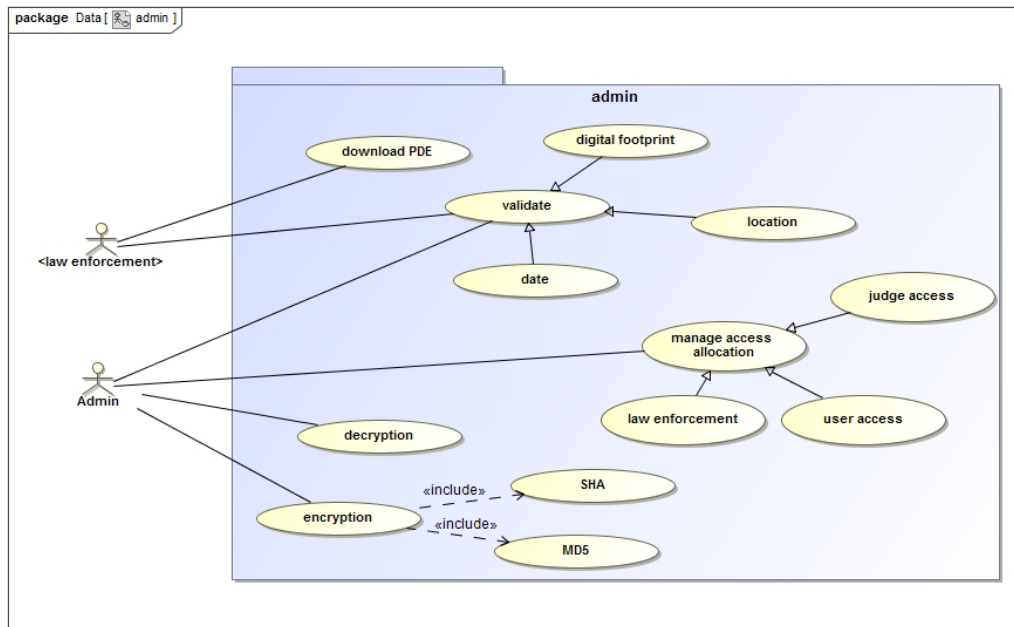 package Data [ admin ]
admin
digital footprint
download PDE
validate
location
<law enforcement>
date
judge access
manage access
allocation
Admin
law enforcement
user access
decryption
SHA
«include»
encryption
«include»
MD5